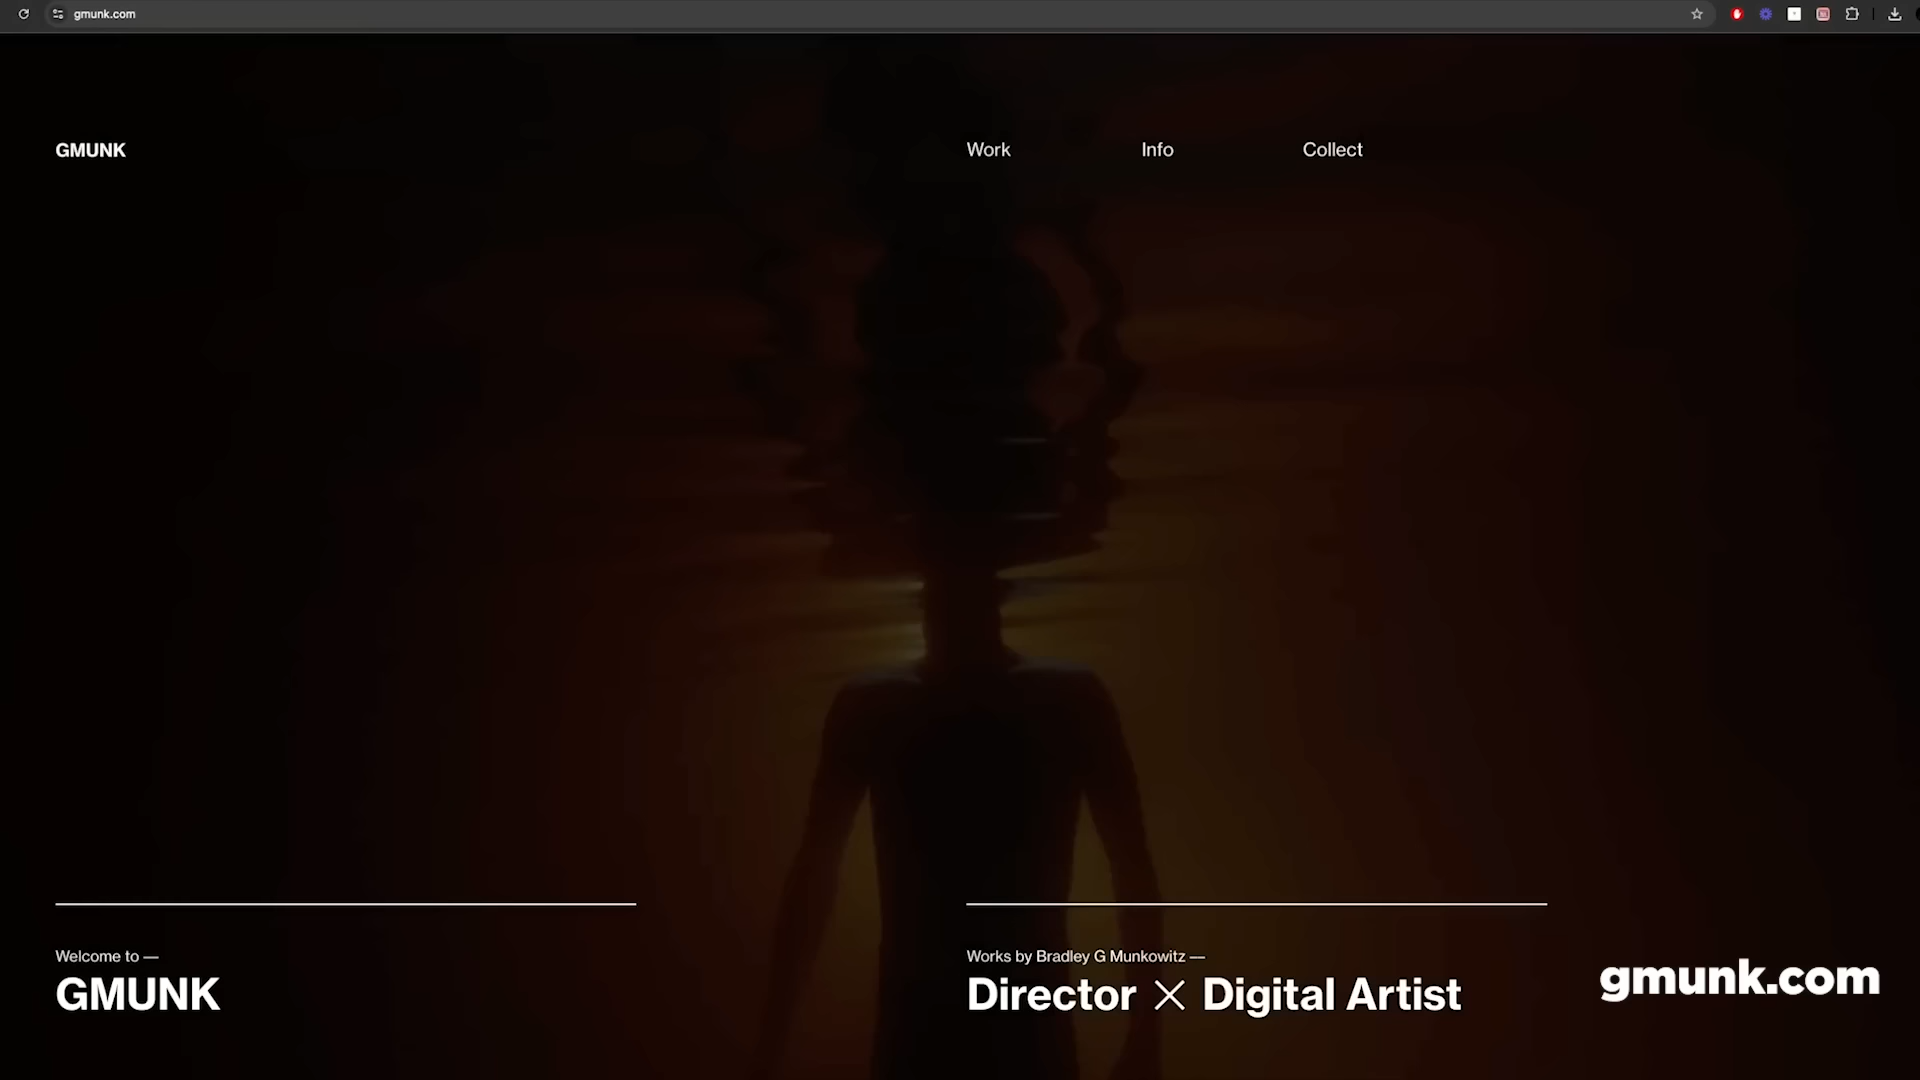 gmunk.com
GMUNK
Work
Info
Collect
Welcome to —
GMUNK
Works by Bradley G Munkowitz —
Director × Digital Artist
gmunk.com